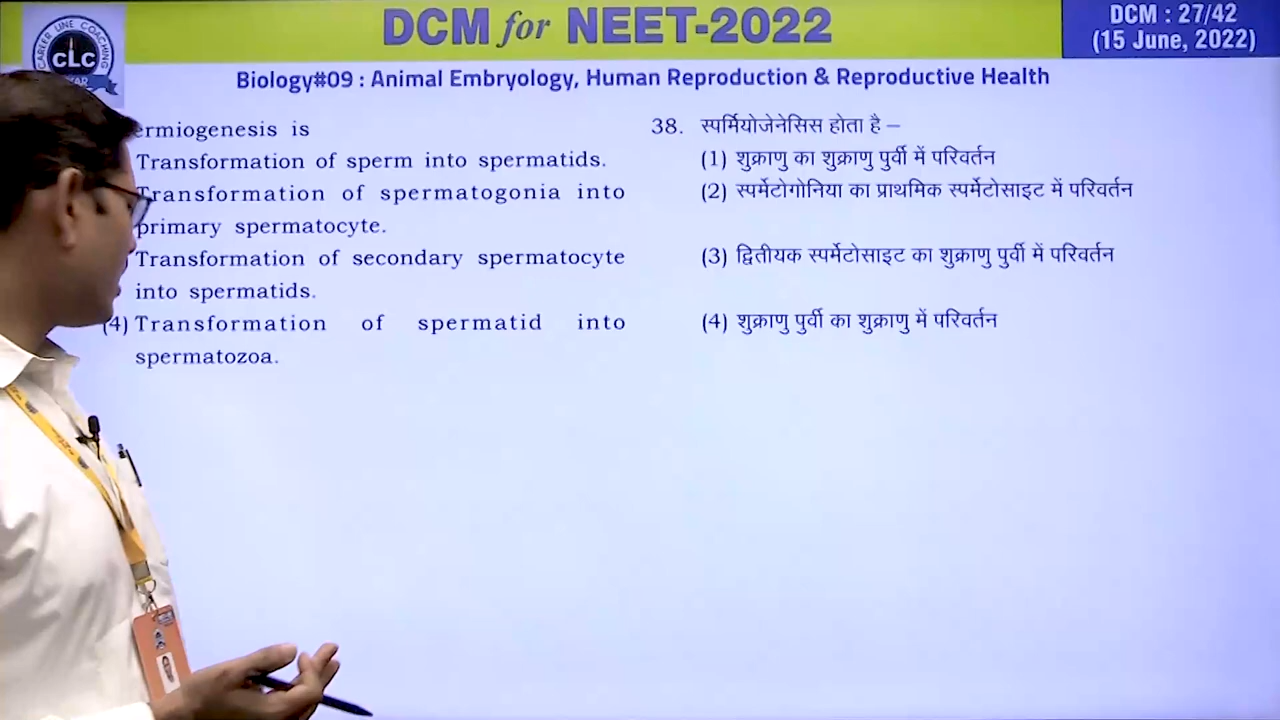 DCM for NEET-2022
DCM : 27/42
(15 June, 2022)
CAREER LINE COACHING
CLC
Biology#09 : Animal Embryology, Human Reproduction & Reproductive Health
is
Transformation of sperm into spermatids.
Transformation of spermatogonia into
primary spermatocyte.
Transformation of secondary spermatocyte
into spermatids.
(4) Transformation of spermatid into
spermatozoa.
38. स्पर्मियोजेनेसिस होता है –
(1) शुक्राणु का शुक्राणु पुर्वी में परिवर्तन
(2) स्पर्मेटोगोनिया का प्राथमिक स्पर्मेटोसाइट में परिवर्तन
(3) द्वितीयक स्पर्मेटोसाइट का शुक्राणु पुर्वी में परिवर्तन
(4) शुक्राणु पुर्वी का शुक्राणु में परिवर्तन